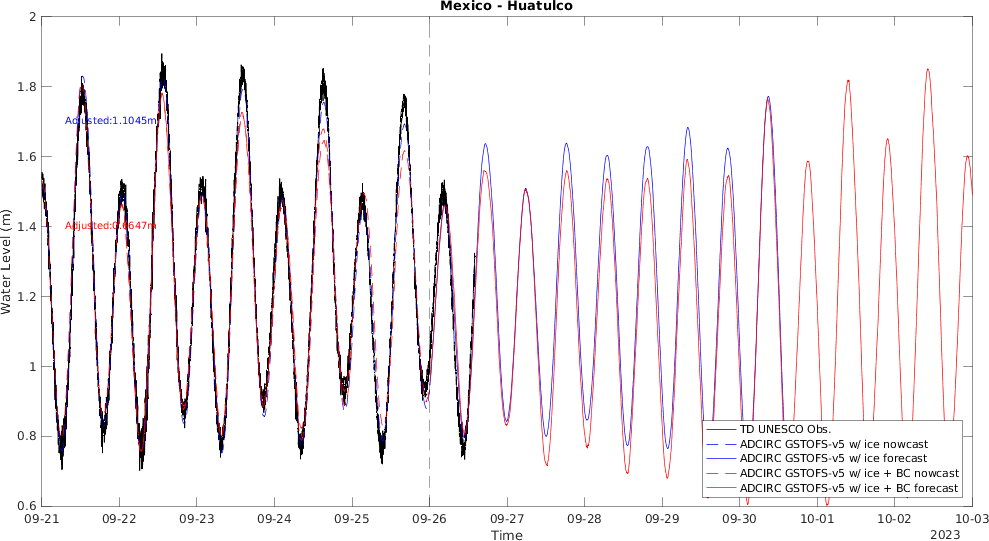 Mexico - Huatulco
2
1.8
1.6
1.4
1.2
1
0.8
0.6
Water Level (m)
Adjusted:1.1045m
TD UNESCO Obs.
ADCIRC GSTOFS-v5 w/ ice nowcast
ADCIRC GSTOFS-v5 w/ ice forecast
ADCIRC GSTOFS-v5 w/ ice + BC nowcast
ADCIRC GSTOFS-v5 w/ ice + BC forecast
09-21 09-22 09-23 09-24 09-25 09-26 09-27 09-28 09-29 09-30 10-01 10-02 10-03
Time
2023